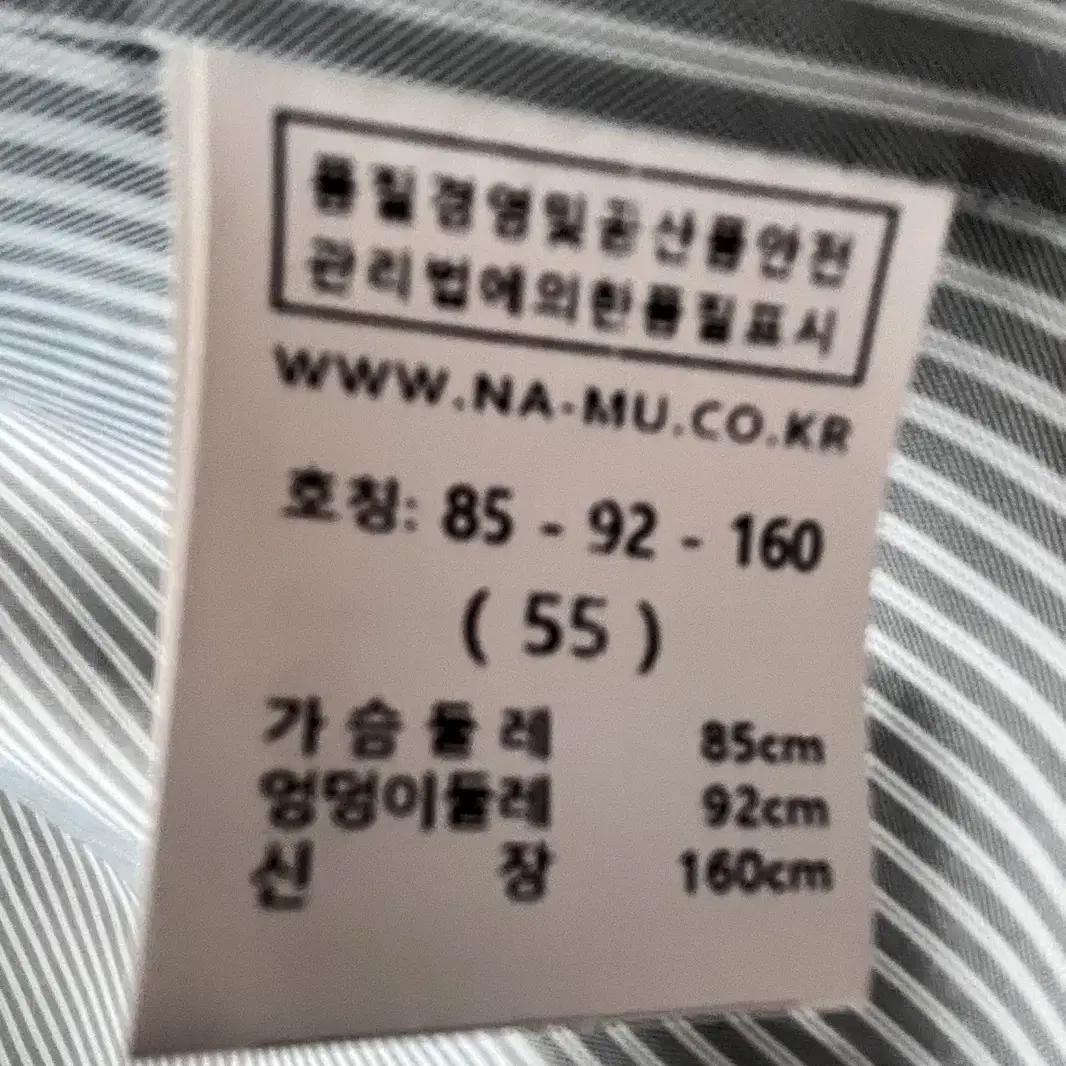 품질경영및공산품안전
관리법에의한품질표시
WWW.NA-MU.CO.KR
호칭: 85 - 92 - 160
( 55 )
가슴둘레 85cm
엉덩이둘레 92cm
신장 160cm